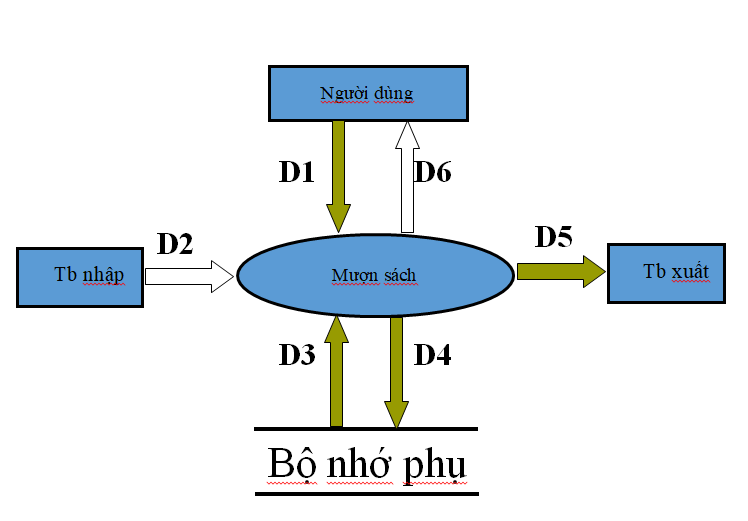 Người dùng
D1
D6
D2
D5
Tb nhập
Mượn sách
Tb xuất
D3
D4
Bộ nhớ phụ